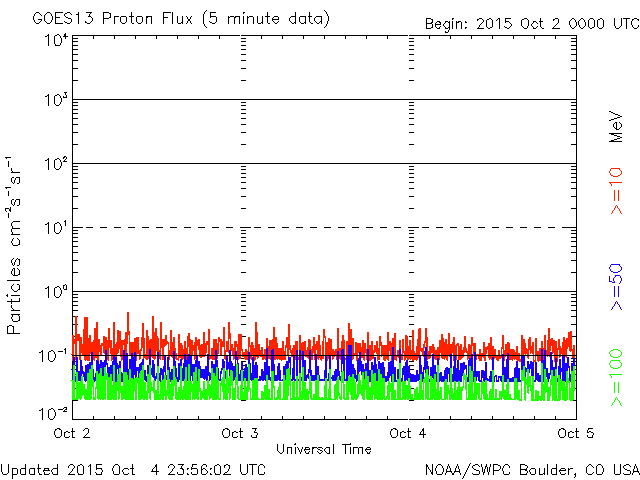 GOES13 Proton Flux (5 minute data)
Begin: 2015 Oct 2 0000 UTC
10⁴
10³
10²
10¹
10⁰
10⁻¹
10⁻²
Particles cm⁻²s⁻¹sr⁻¹
MeV
>=10
>=50
>=100
Oct 2
Oct 3
Oct 4
Oct 5
Universal Time
Updated 2015 Oct 4 23:56:02 UTC
NOAA/SWPC Boulder, CO USA